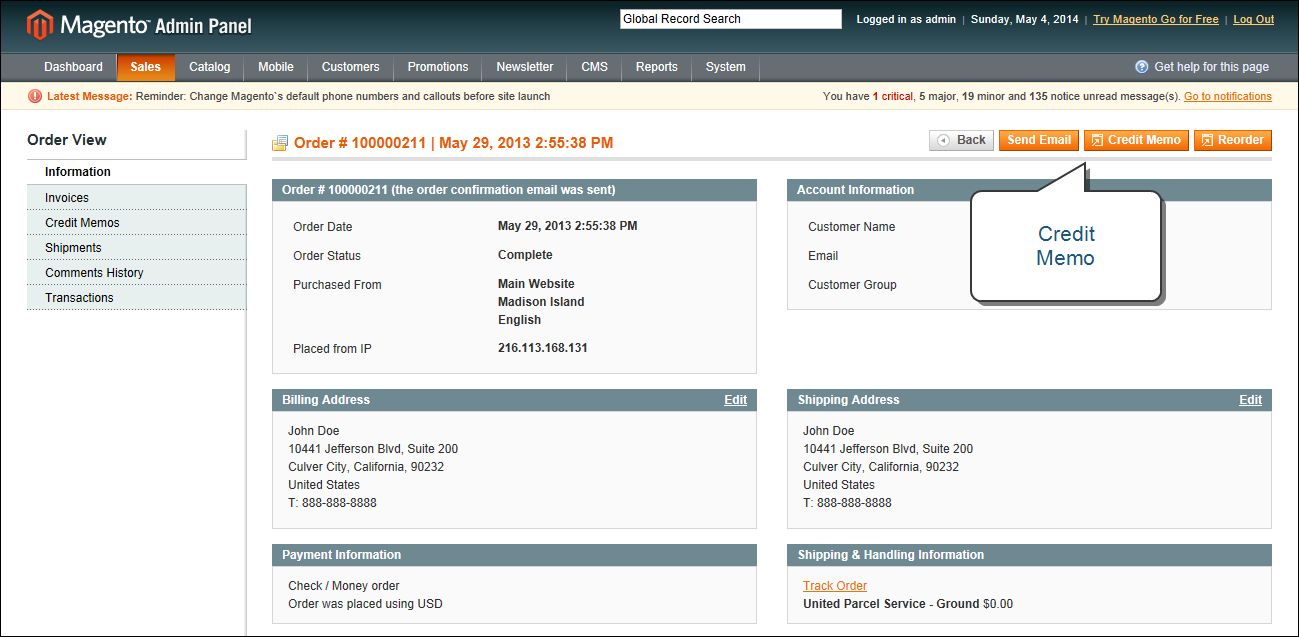 Magento™ Admin Panel
Global Record Search
Logged in as admin | Sunday, May 4, 2014 | Try Magento Go for Free | Log Out
Dashboard Sales Catalog Mobile Customers Promotions Newsletter CMS Reports System Get help for this page
Latest Message: Reminder: Change Magento`s default phone numbers and callouts before site launch
You have 1 critical, 5 major, 19 minor and 135 notice unread message(s). Go to notifications
Order View
Information
Invoices
Credit Memos
Shipments
Comments History
Transactions
Order # 100000211 | May 29, 2013 2:55:38 PM
Back Send Email Credit Memo Reorder
Order # 100000211 (the order confirmation email was sent)
Order Date May 29, 2013 2:55:38 PM
Order Status Complete
Purchased From Main Website
Madison Island
English
Placed from IP 216.113.168.131
Account Information
Customer Name
Email
Customer Group
Credit
Memo
Billing Address Edit
John Doe
10441 Jefferson Blvd, Suite 200
Culver City, California, 90232
United States
T: 888-888-8888
Shipping Address Edit
John Doe
10441 Jefferson Blvd, Suite 200
Culver City, California, 90232
United States
T: 888-888-8888
Payment Information
Check / Money order
Order was placed using USD
Shipping & Handling Information
Track Order
United Parcel Service - Ground $0.00